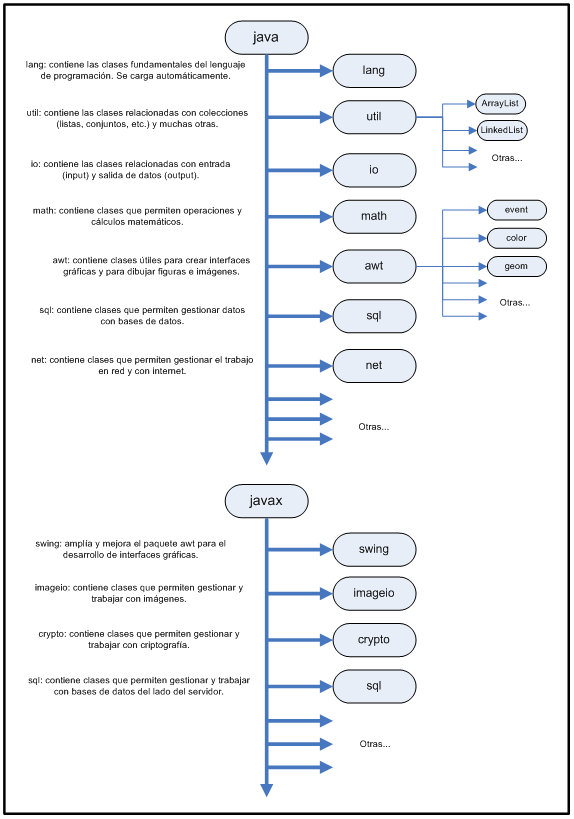 java
lang: contiene las clases fundamentales del lenguaje
de programación. Se carga automáticamente.
lang
util: contiene las clases relacionadas con colecciones
(listas, conjuntos, etc.) y muchas otras.
util
ArrayList
LinkedList
Otras...
io: contiene las clases relacionadas con entrada
(input) y salida de datos (output).
io
math: contiene clases que permiten operaciones y
cálculos matemáticos.
math
awt: contiene clases útiles para crear interfaces
gráficas y para dibujar figuras e imágenes.
awt
event
color
geom
Otras...
sql: contiene clases que permiten gestionar datos
con bases de datos.
sql
net: contiene clases que permiten gestionar el trabajo
en red y con internet.
net
Otras...
javax
swing: amplía y mejora el paquete awt para el
desarrollo de interfaces gráficas.
swing
imageio: contiene clases que permiten gestionar y
trabajar con imágenes.
imageio
crypto: contiene clases que permiten gestionar y
trabajar con criptografía.
crypto
sql: contiene clases que permiten gestionar y trabajar
con bases de datos del lado del servidor.
sql
Otras...